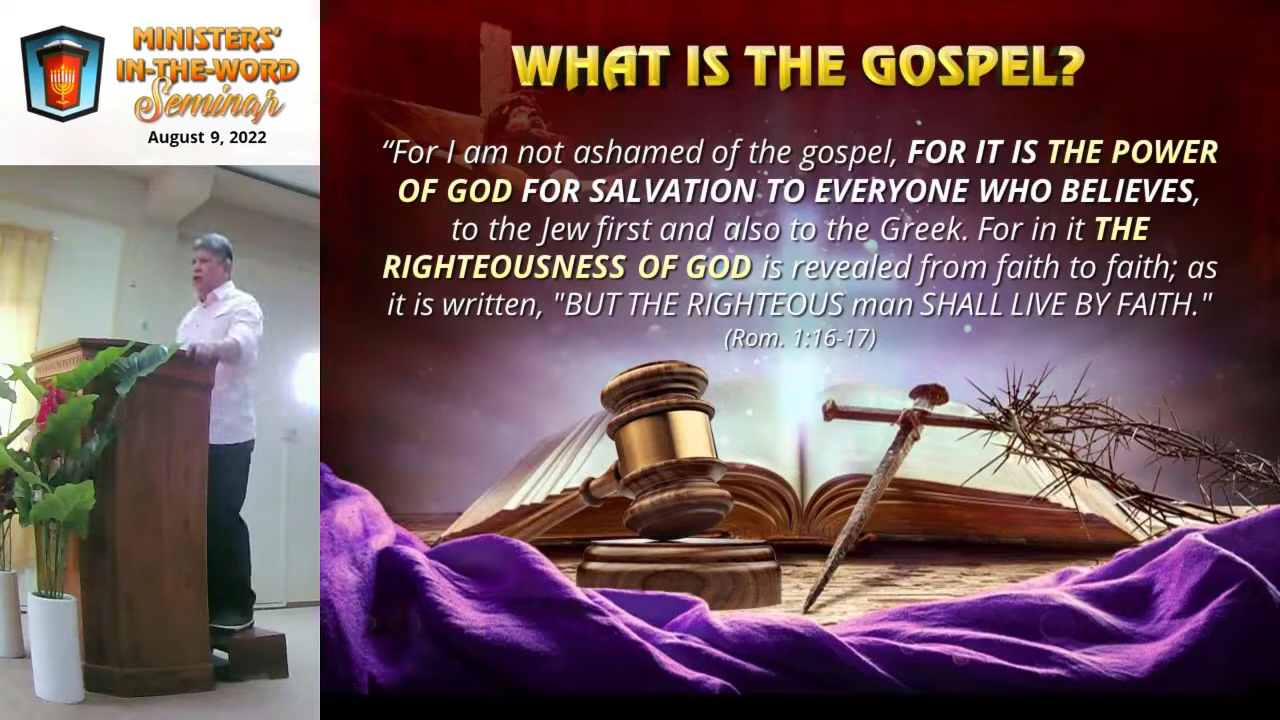 MINISTERS'
IN-THE-WORD
Seminar
August 9, 2022
WHAT IS THE GOSPEL?
“For I am not ashamed of the gospel, FOR IT IS THE POWER
OF GOD FOR SALVATION TO EVERYONE WHO BELIEVES,
to the Jew first and also to the Greek. For in it THE
RIGHTEOUSNESS OF GOD is revealed from faith to faith; as
it is written, "BUT THE RIGHTEOUS man SHALL LIVE BY FAITH."
(Rom. 1:16-17)